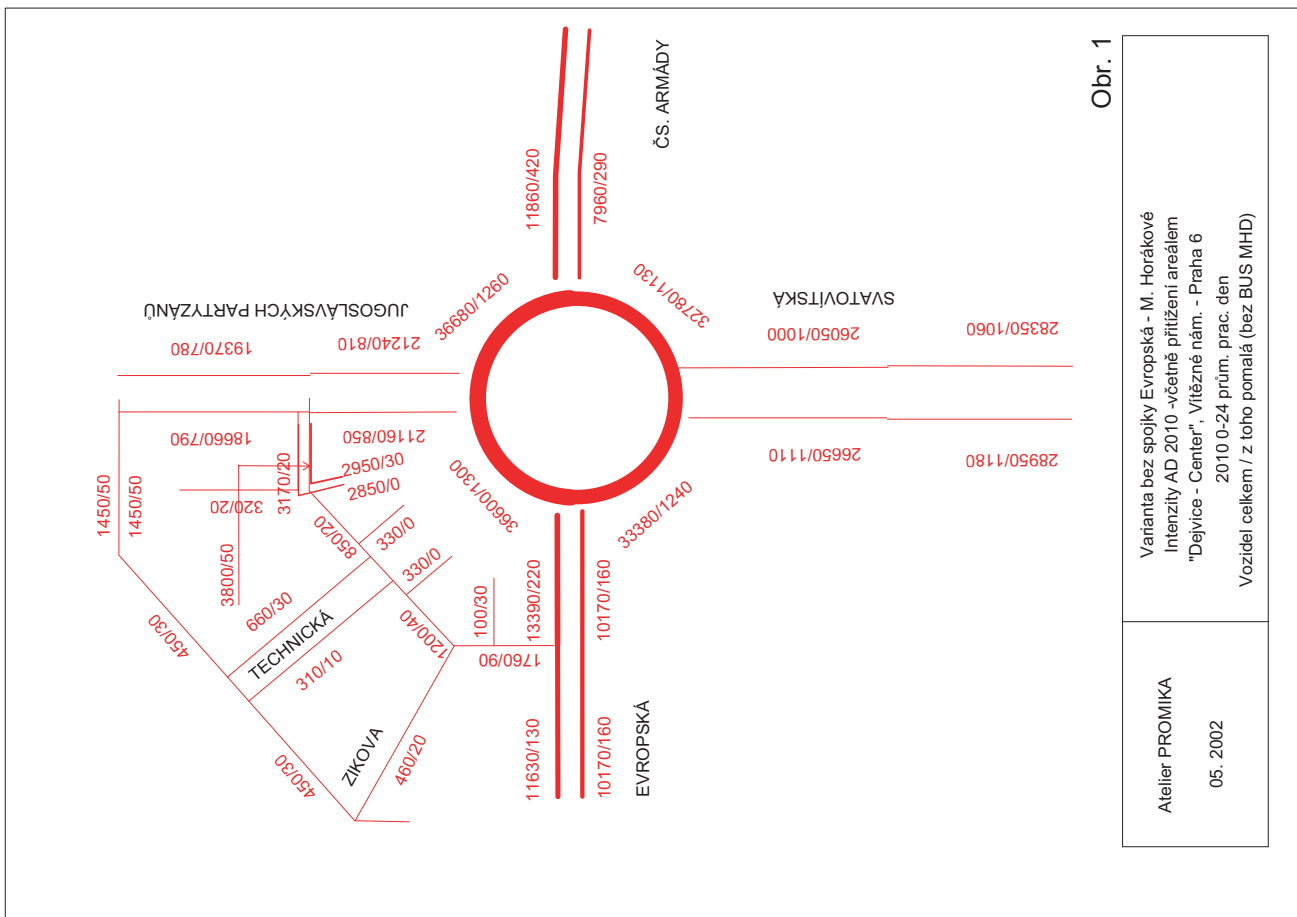 Obr. 1
ČS. ARMÁDY
11860/420
7960/290
JUGOSLÁVSKÝCH PARTYZÁNŮ
19370/780
21240/810
36680/1260
32780/1130
SVATOVÍTSKÁ
26050/1000
28350/1060
18660/790
21160/850
36600/1300
33380/1240
26650/1110
28950/1180
1450/50
1450/50
320/20
3170/20
2950/30
2850/0
3800/50
850/20
330/0
330/0
450/30
660/30
TECHNICKÁ
310/10
1200/40
100/30
1760/90
13390/220
10170/160
450/30
ZIKOVA
460/20
11630/130
10170/160
EVROPSKÁ
Varianta bez spojky Evropská - M. Horákové
Intenzity AD 2010 -včetně přitížení areálem
"Dejvice - Center", Vítězné nám. - Praha 6
2010 0-24 prům. prac. den
Vozidel celkem / z toho pomalá (bez BUS MHD)
Atelier PROMIKA
05. 2002